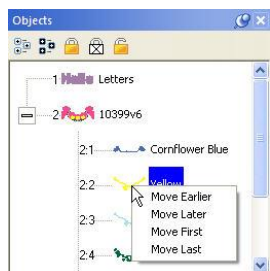 Objects
1 Hello Letters
2 10399v6
2:1 Cornflower Blue
2:2 Yellow
Move Earlier
Move Later
2:3
Move First
Move Last
2:4